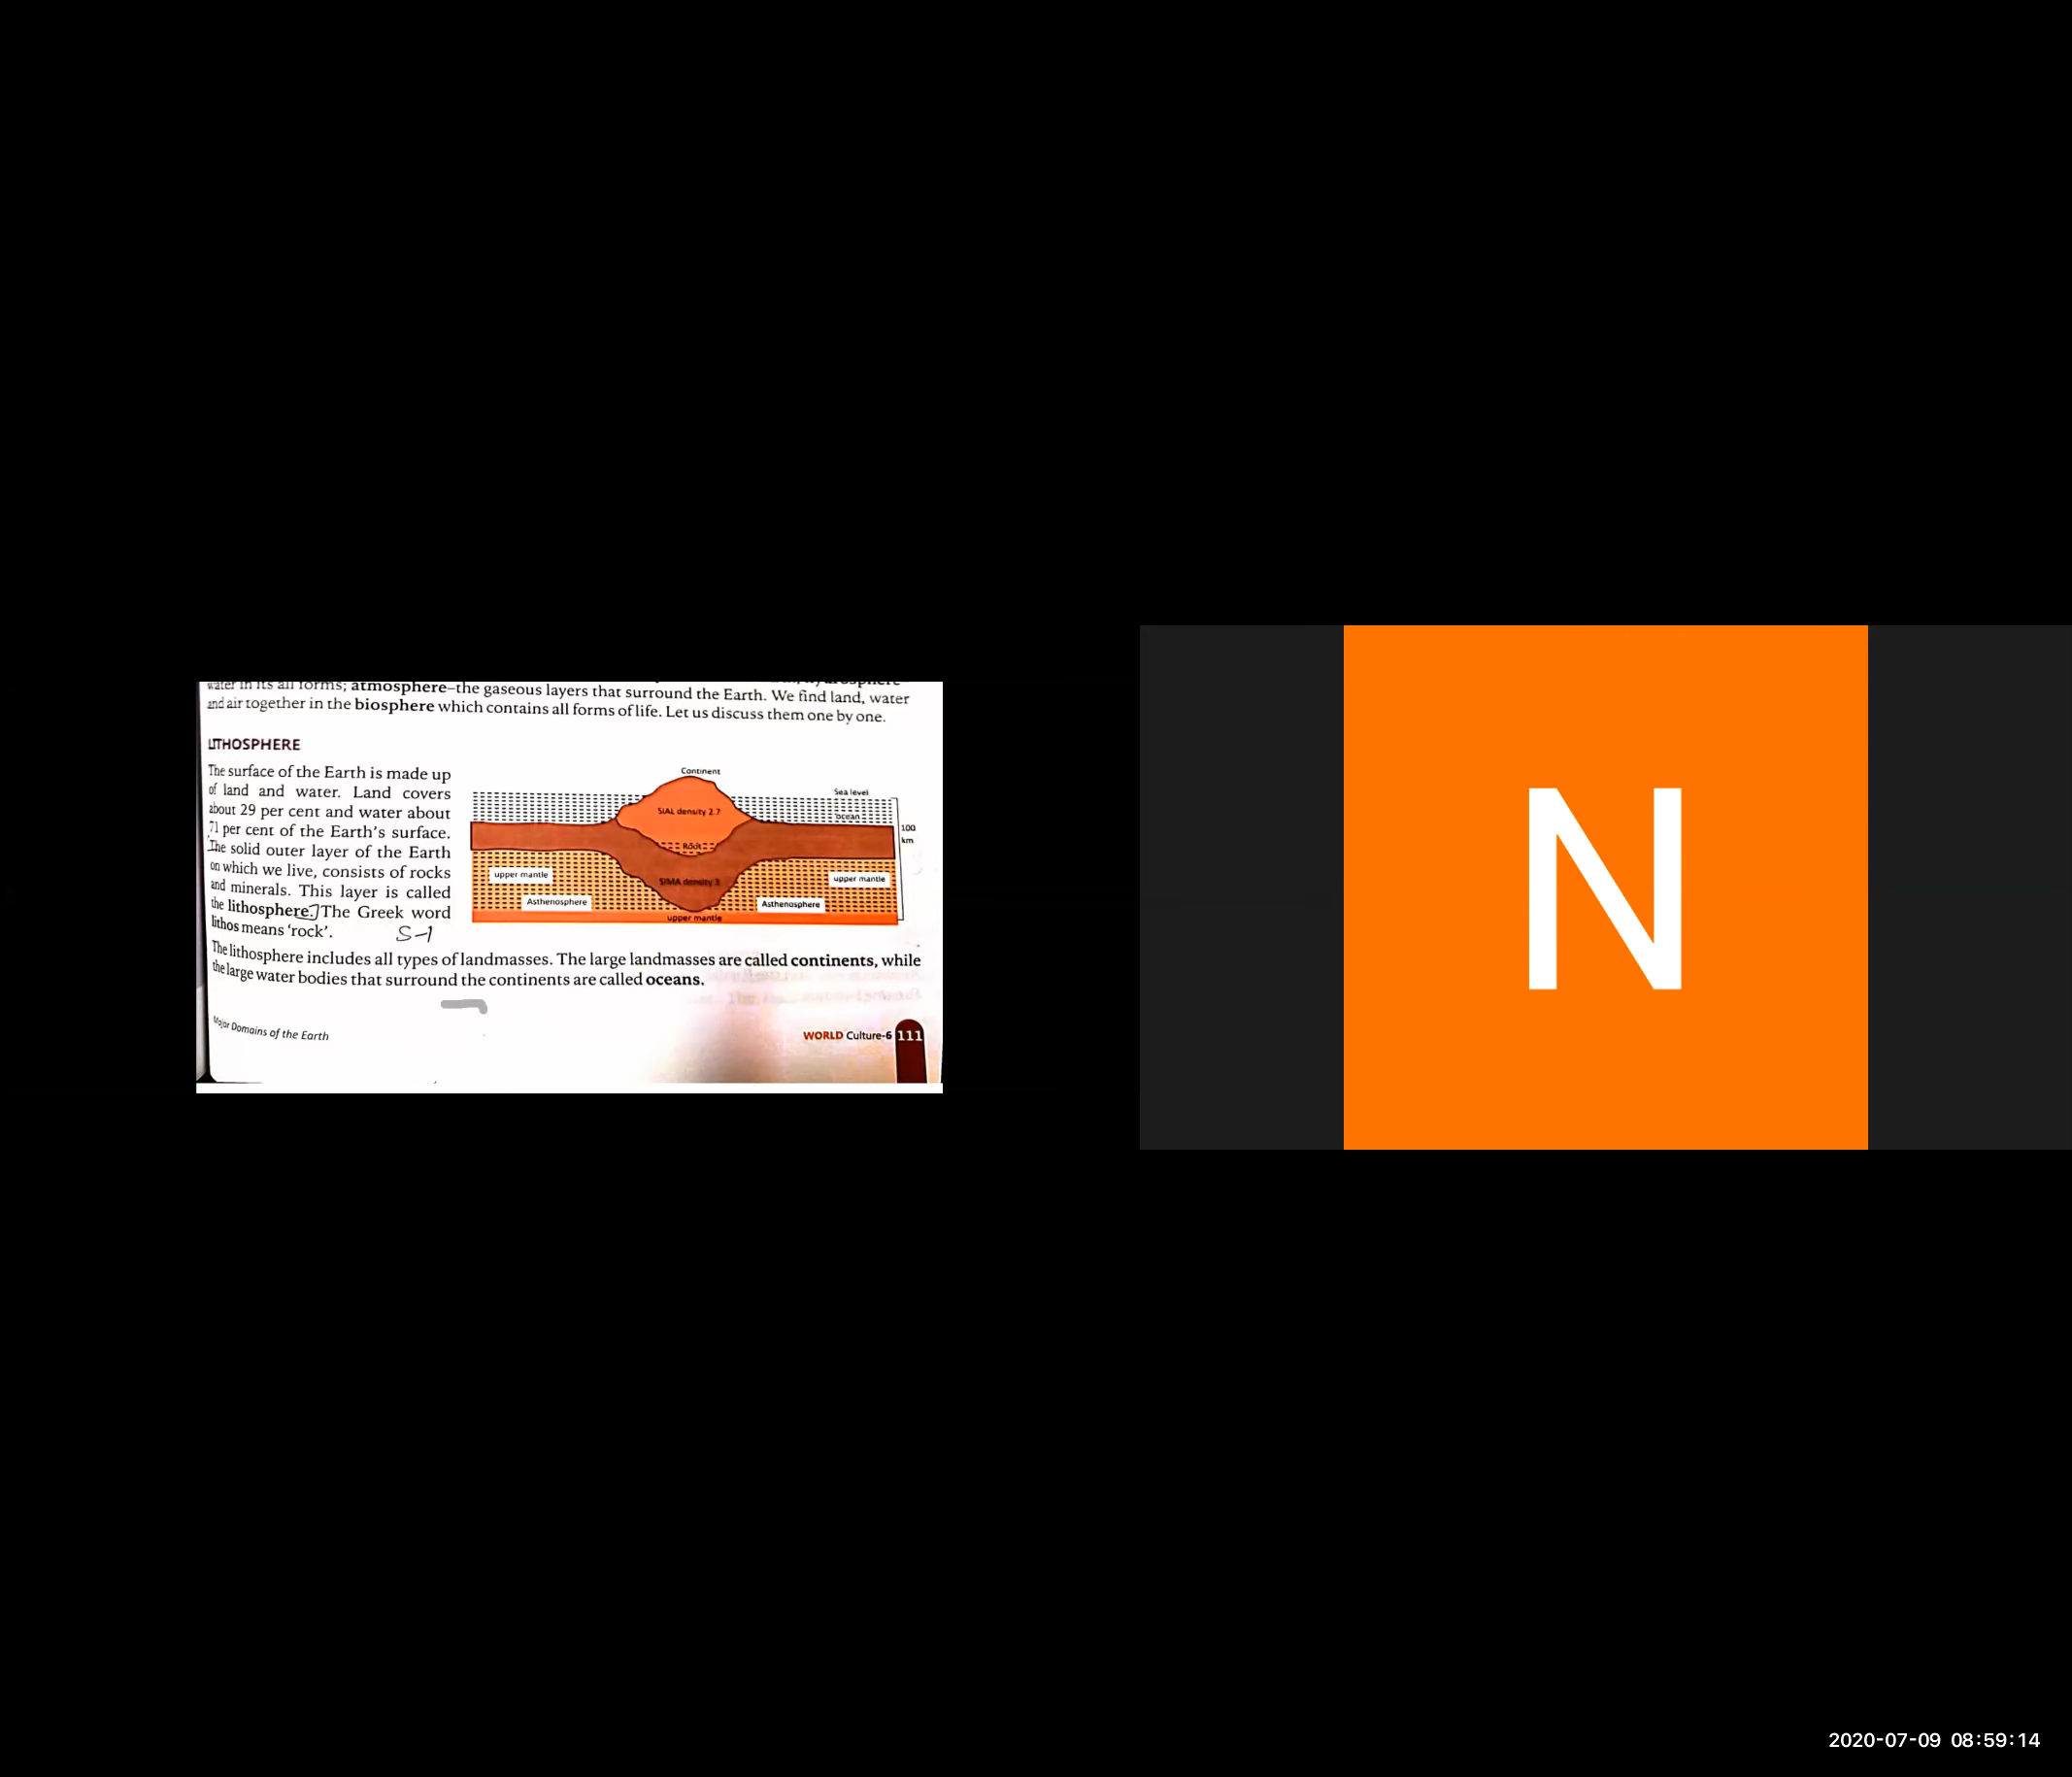 water in its all forms; atmosphere–the gaseous layers that surround the Earth. We find land, water
and air together in the biosphere which contains all forms of life. Let us discuss them one by one.
LITHOSPHERE
The surface of the Earth is made up
of land and water. Land covers
about 29 per cent and water about
71 per cent of the Earth's surface.
The solid outer layer of the Earth
on which we live, consists of rocks
and minerals. This layer is called
the lithosphere.] The Greek word
lithos means 'rock'.
S-1
Continent
Sea level
SIAL density 2.7
ocean
100
km
Root
upper mantle
SIMA density 3
upper mantle
Asthenosphere
Asthenosphere
upper mantle
The lithosphere includes all types of landmasses. The large landmasses are called continents, while
the large water bodies that surround the continents are called oceans.
Major Domains of the Earth
WORLD Culture-6 111
N
2020-07-09 08:59:14